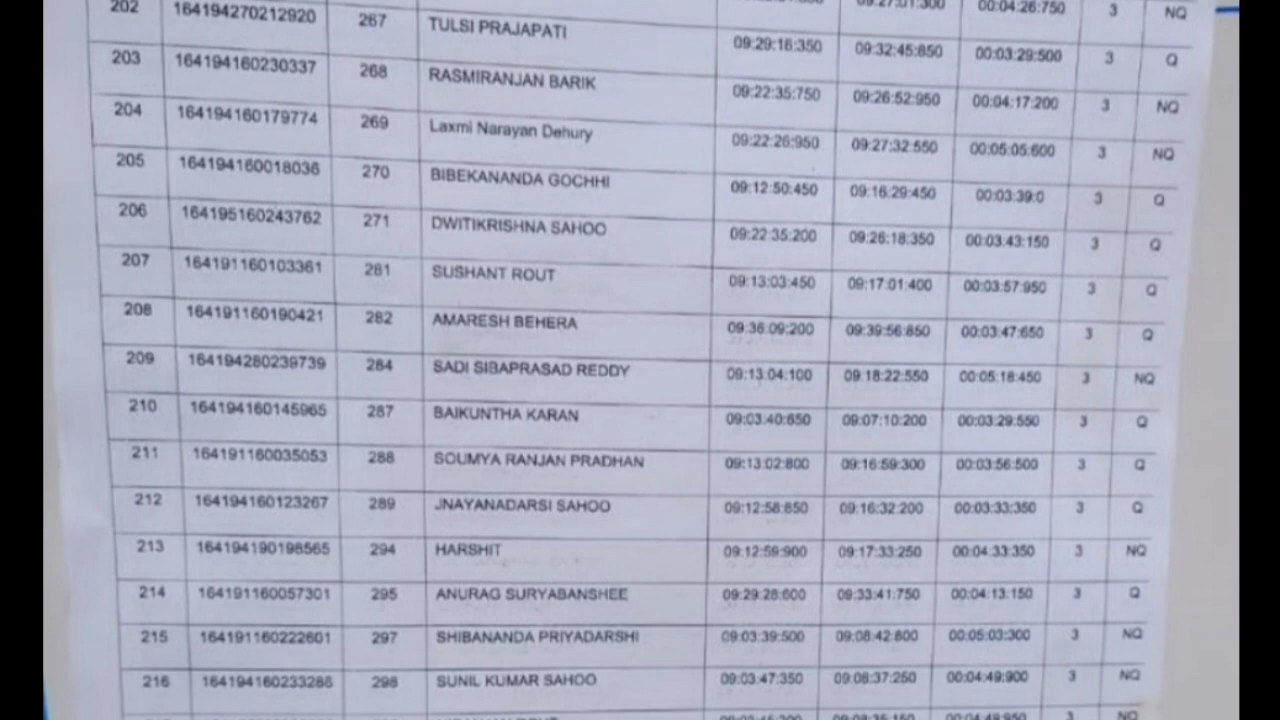 09:27:01:300 00:04:26:750 3 NQ
202 164194270212920 267 TULSI PRAJAPATI 09:29:16:350 09:32:45:850 00:03:29:500 3 Q
203 164194160230337 268 RASMIRANJAN BARIK 09:22:35:750 09:26:52:950 00:04:17:200 3 NQ
204 164194160179774 269 Laxmi Narayan Dehury 09:22:26:950 09:27:32:550 00:05:05:600 3 NQ
205 164194160018036 270 BIBEKANANDA GOCHHI 09:12:50:450 09:16:29:450 00:03:39:0 3 Q
206 164195160243762 271 DWITIKRISHNA SAHOO 09:22:35:200 09:26:18:350 00:03:43:150 3 Q
207 164191160103361 281 SUSHANT ROUT 09:13:03:450 09:17:01:400 00:03:57:950 3 Q
208 164191160190421 282 AMARESH BEHERA 09:36:09:200 09:39:56:850 00:03:47:650 3 Q
209 164194280239739 284 SADI SIBAPRASAD REDDY 09:13:04:100 09:18:22:550 00:05:18:450 3 NQ
210 164194160145965 287 BAIKUNTHA KARAN 09:03:40:650 09:07:10:200 00:03:29:550 3 Q
211 164191160035053 288 SOUMYA RANJAN PRADHAN 09:13:02:800 09:16:59:300 00:03:56:500 3 Q
212 164194160123267 289 JNAYANADARSI SAHOO 09:12:58:850 09:16:32:200 00:03:33:350 3 Q
213 164194190198565 294 HARSHIT 09:12:59:900 09:17:33:250 00:04:33:350 3 NQ
214 164191160057301 295 ANURAG SURYABANSHEE 09:29:28:600 09:33:41:750 00:04:13:150 3 Q
215 164191160222601 297 SHIBANANDA PRIYADARSHI 09:03:39:500 09:08:42:800 00:05:03:300 3 NQ
216 164194160233286 298 SUNIL KUMAR SAHOO 09:03:47:350 09:08:37:250 00:04:49:900 3 NQ